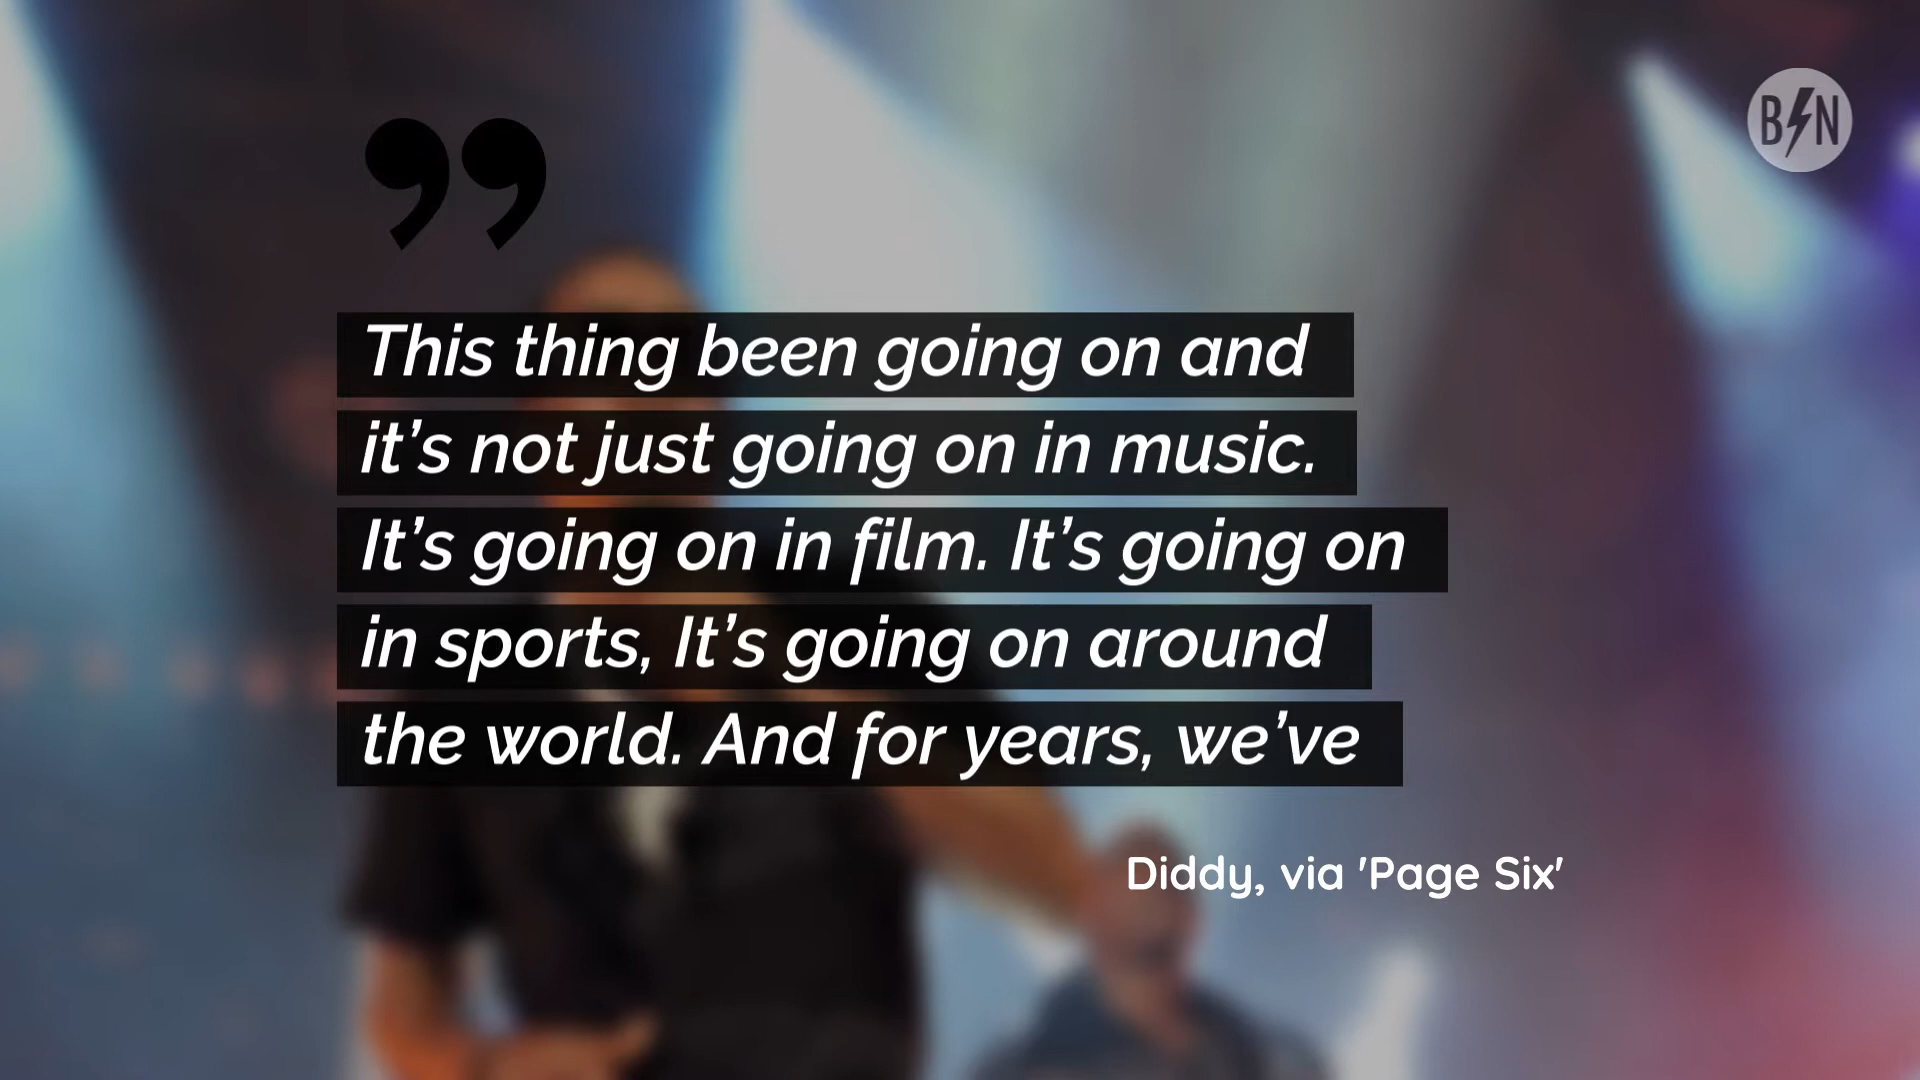 B N
”
This thing been going on and
it’s not just going on in music.
It’s going on in film. It’s going on
in sports, It’s going on around
the world. And for years, we’ve
Diddy, via 'Page Six'